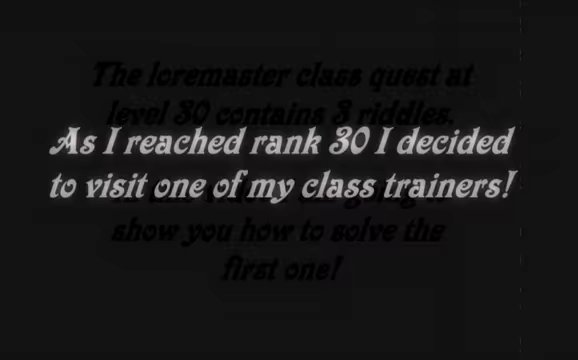 The loremaster class quest at
level 30 contains 3 riddles.
As I reached rank 30 I decided
to visit one of my class trainers!
show you how to solve the
first one!